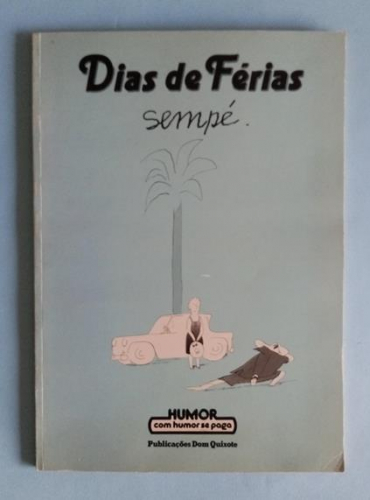 Dias de Férias
sempé.
HUMOR
com humor se paga
Publicações Dom Quixote